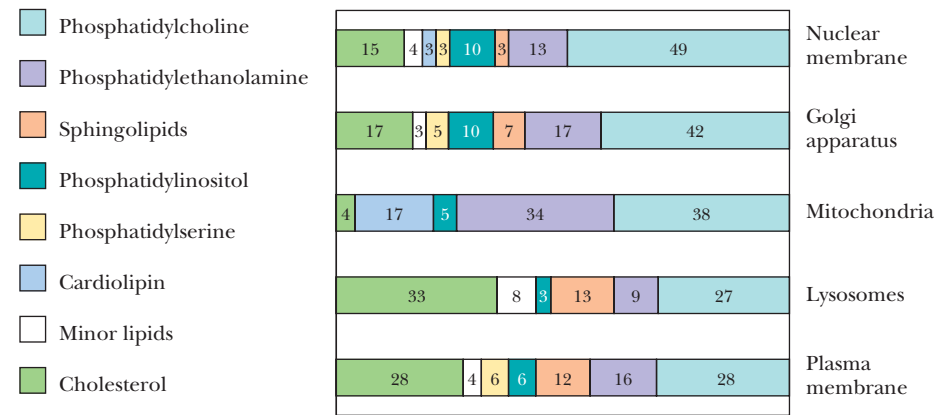 Phosphatidylcholine
Phosphatidylethanolamine
Sphingolipids
Phosphatidylinositol
Phosphatidylserine
Cardiolipin
Minor lipids
Cholesterol
15 4 3 3 10 3 13 49
Nuclear
membrane
17 3 5 10 7 17 42
Golgi
apparatus
4 17 5 34 38
Mitochondria
33 8 3 13 9 27
Lysosomes
28 4 6 6 12 16 28
Plasma
membrane